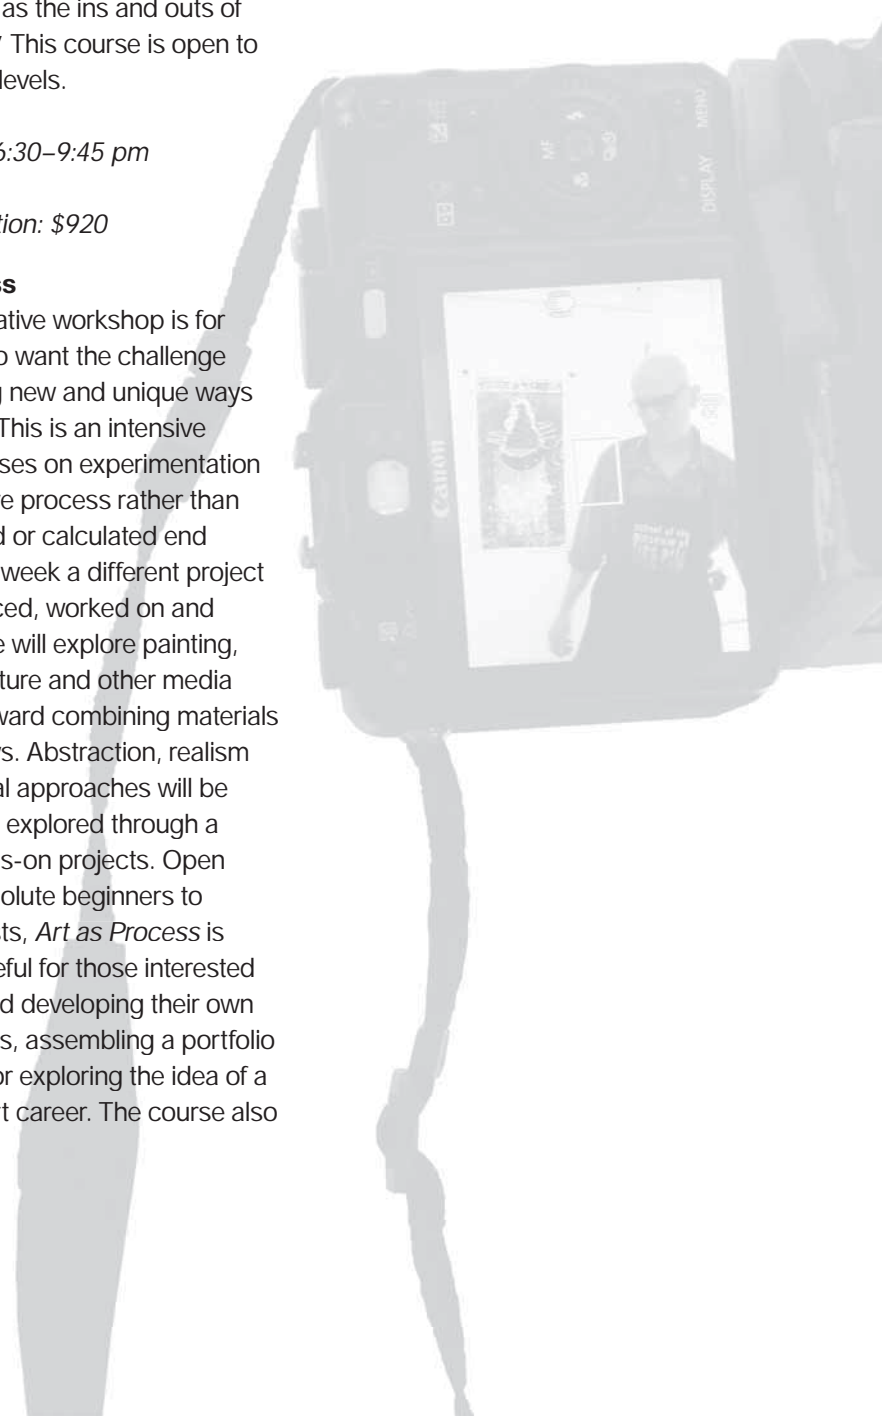 as the ins and outs of
This course is open to
levels.
6:30–9:45 pm
tion: $920
ss
ative workshop is for
o want the challenge
g new and unique ways
This is an intensive
ses on experimentation
e process rather than
d or calculated end
week a different project
ced, worked on and
e will explore painting,
ture and other media
ward combining materials
s. Abstraction, realism
al approaches will be
explored through a
s-on projects. Open
olute beginners to
sts, Art as Process is
eful for those interested
d developing their own
s, assembling a portfolio
or exploring the idea of a
rt career. The course also
MENU
DISPLAY
MF
Canon